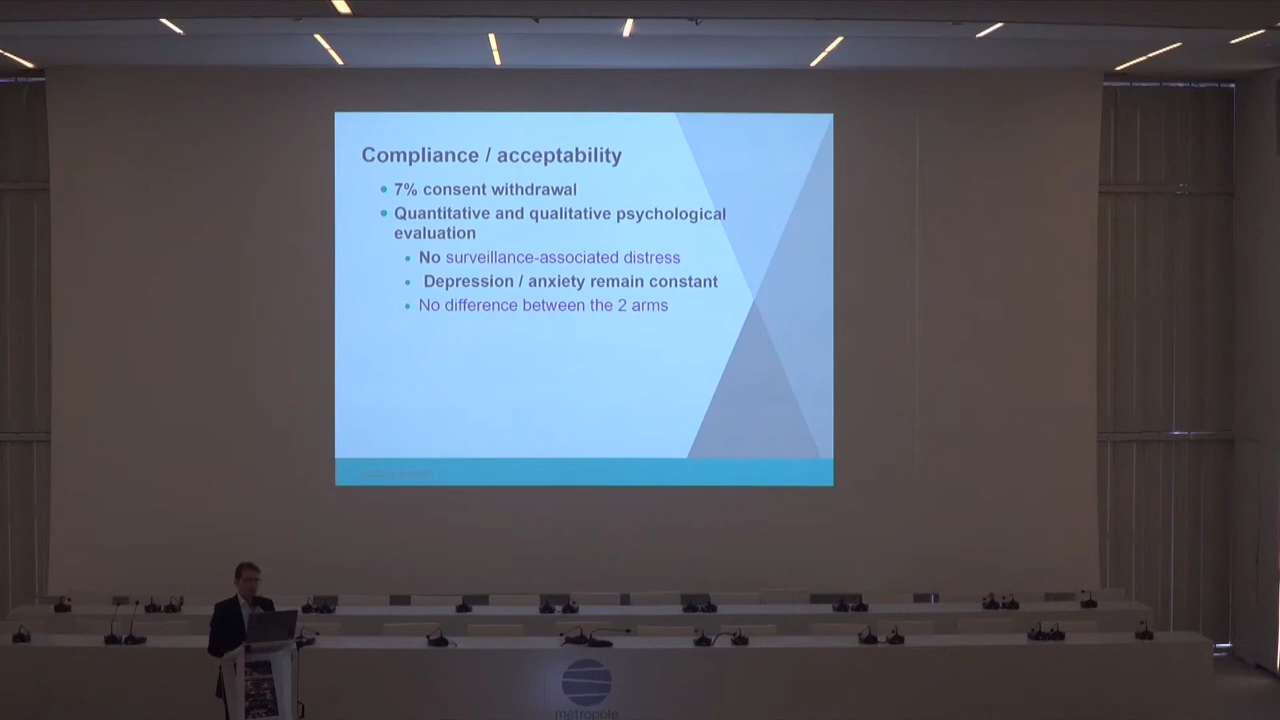 Compliance / acceptability
7% consent withdrawal
Quantitative and qualitative psychological
evaluation
No surveillance-associated distress
Depression / anxiety remain constant
No difference between the 2 arms
métropole